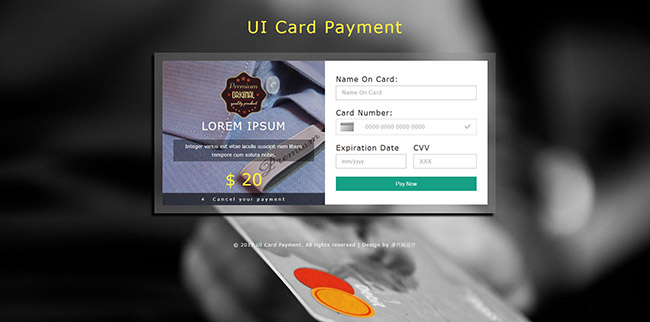 UI Card Payment
Premium
ORIGINAL
quality product
LOREM IPSUM
Integer varius est vitae iaculis suscipit nam libero
tempore cum soluta nobis.
Premium
$ 20
< Cancel your payment
Name On Card:
Name On Card
Card Number:
0000 0000 0000 0000
Expiration Date
CVV
mm/yyyy
XXX
Pay Now
UI Card Payment. All rights reserved | Design by